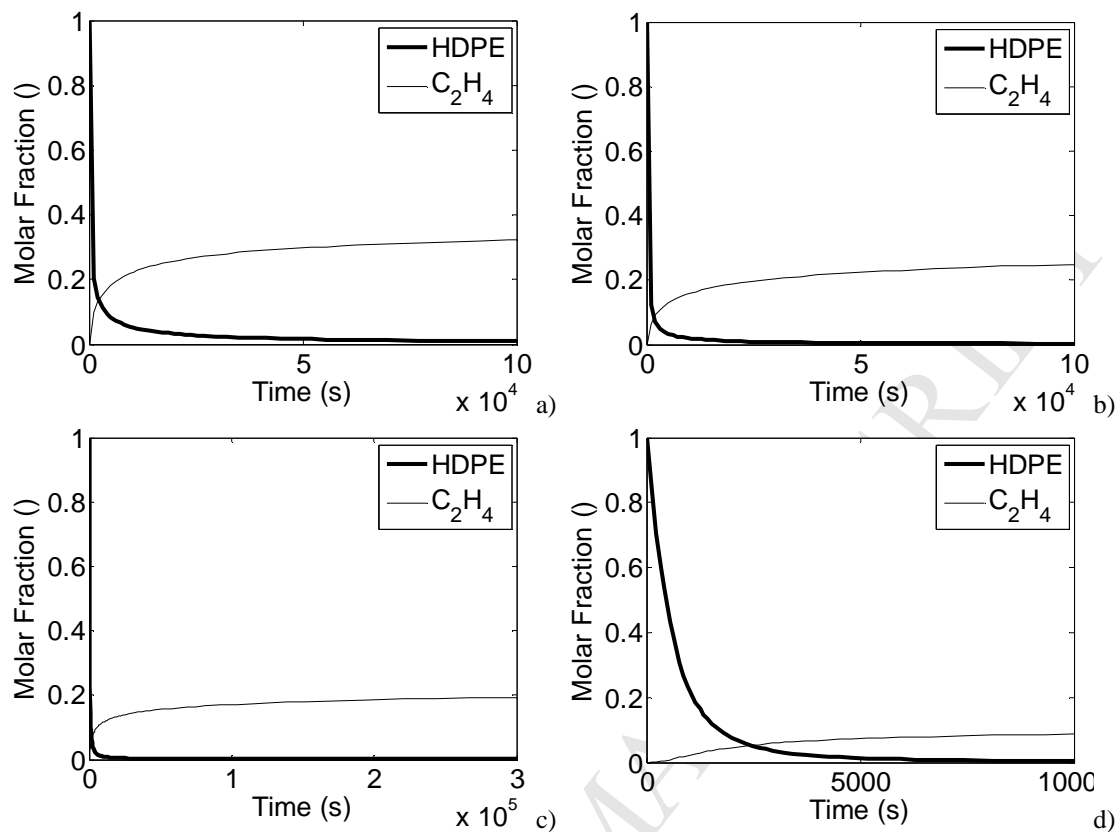 1
0.8
0.6
0.4
0.2
0
Molar Fraction ()
HDPE
C2H4
0
5
10
Time (s)
x 10^4
a)
1
0.8
0.6
0.4
0.2
0
Molar Fraction ()
HDPE
C2H4
0
5
10
Time (s)
x 10^4
b)
1
0.8
0.6
0.4
0.2
0
Molar Fraction ()
HDPE
C2H4
0
1
2
3
Time (s)
x 10^5
c)
1
0.8
0.6
0.4
0.2
0
Molar Fraction ()
HDPE
C2H4
0
5000
1000
Time (s)
d)